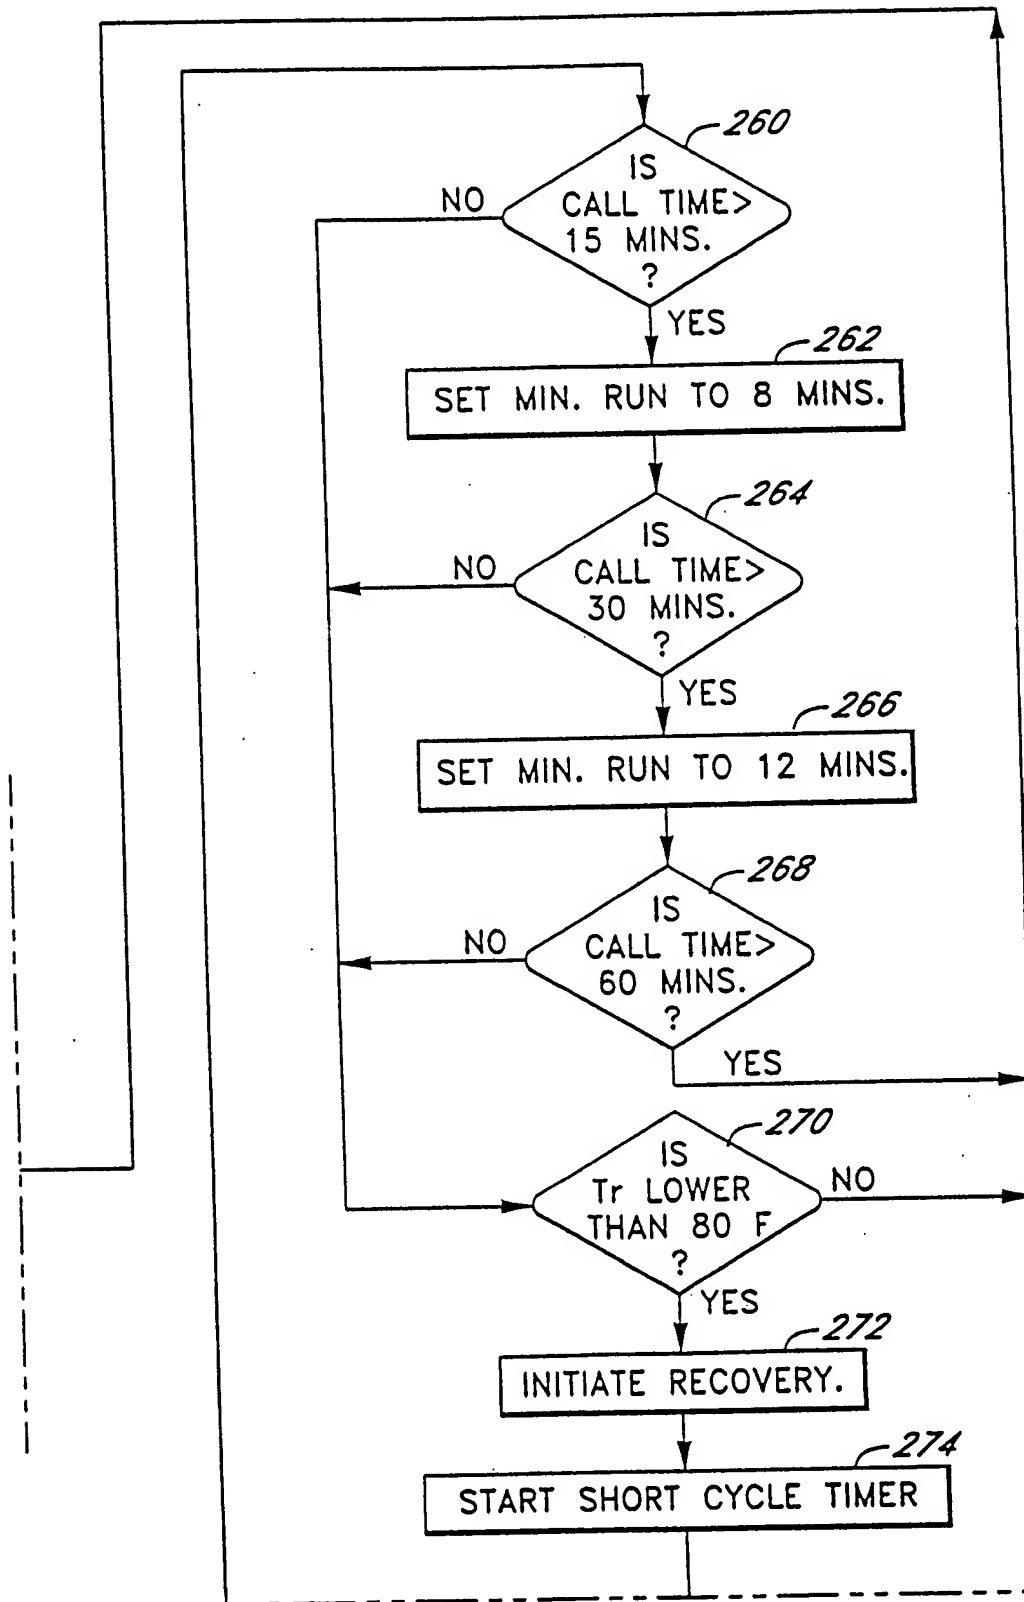 260
IS
CALL TIME>
15 MINS.
?
NO
YES
262
SET MIN. RUN TO 8 MINS.
264
IS
CALL TIME>
30 MINS.
?
NO
YES
266
SET MIN. RUN TO 12 MINS.
268
IS
CALL TIME>
60 MINS.
?
NO
YES
270
IS
Tr LOWER
THAN 80 F
?
NO
YES
272
INITIATE RECOVERY.
274
START SHORT CYCLE TIMER